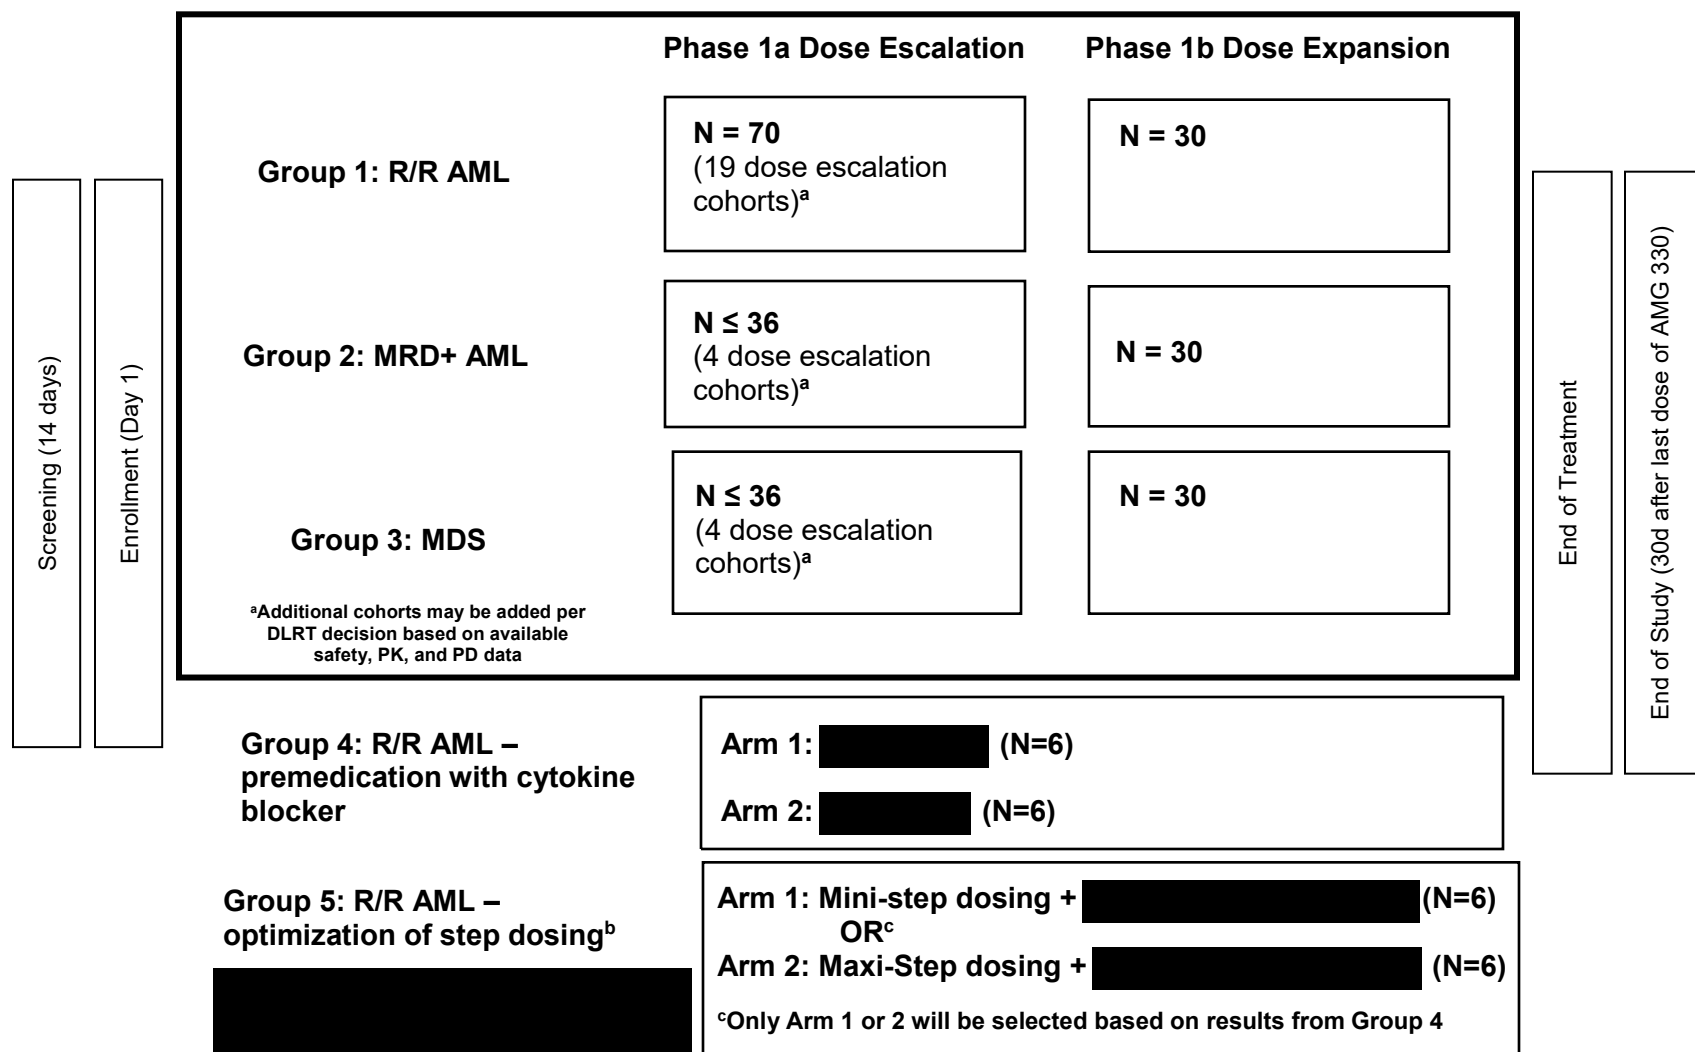 Screening (14 days)
Enrollment (Day 1)
Phase 1a Dose Escalation
Phase 1b Dose Expansion
Group 1: R/R AML
N = 70
(19 dose escalation
cohorts)ᵃ
N = 30
Group 2: MRD+ AML
N ≤ 36
(4 dose escalation
cohorts)ᵃ
N = 30
Group 3: MDS
N ≤ 36
(4 dose escalation
cohorts)ᵃ
N = 30
ᵃAdditional cohorts may be added per
DLRT decision based on available
safety, PK, and PD data
Group 4: R/R AML –
premedication with cytokine
blocker
Arm 1: (N=6)
Arm 2: (N=6)
Group 5: R/R AML –
optimization of step dosingᵇ
Arm 1: Mini-step dosing + (N=6)
ORᶜ
Arm 2: Maxi-Step dosing + (N=6)
ᶜOnly Arm 1 or 2 will be selected based on results from Group 4
End of Treatment
End of Study (30d after last dose of AMG 330)